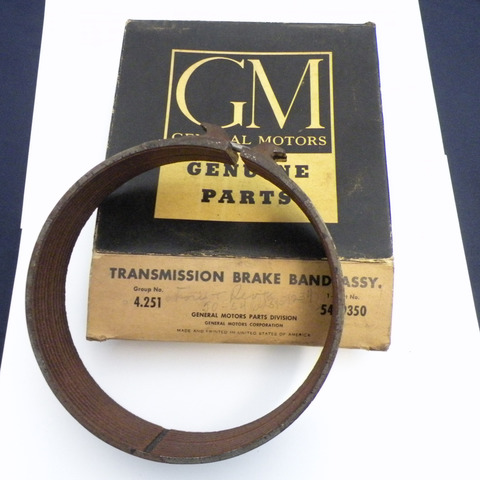 GM
GENERAL MOTORS
GENUINE
PARTS
TRANSMISSION BRAKE BAND ASSY.
Group No.
4.251
GENERAL MOTORS PARTS DIVISION
GENERAL MOTORS CORPORATION
MADE AND PRINTED IN UNITED STATES OF AMERICA